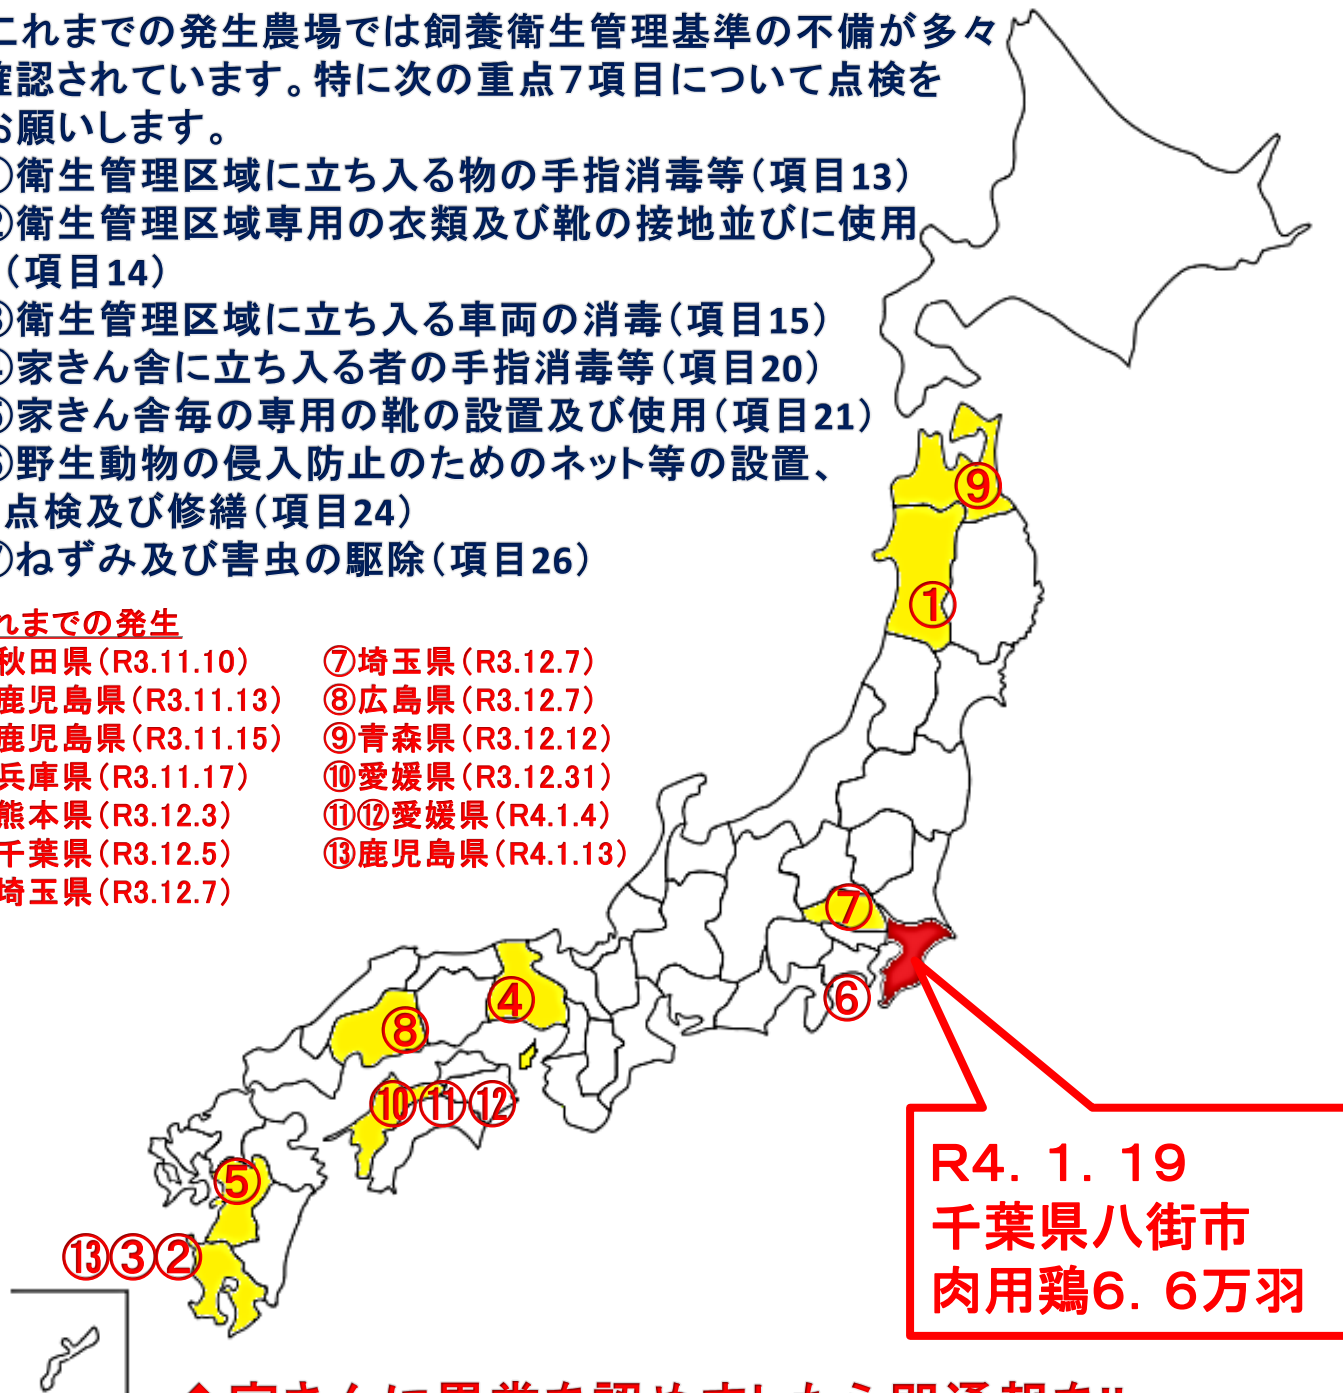 これまでの発生農場では飼養衛生管理基準の不備が多々
確認されています。特に次の重点7項目について点検を
お願いします。
①衛生管理区域に立ち入る物の手指消毒等(項目13)
②衛生管理区域専用の衣類及び靴の接地並びに使用
(項目14)
③衛生管理区域に立ち入る車両の消毒(項目15)
④家きん舎に立ち入る者の手指消毒等(項目20)
⑤家きん舎毎の専用の靴の設置及び使用(項目21)
⑥野生動物の侵入防止のためのネット等の設置、
点検及び修繕(項目24)
⑦ねずみ及び害虫の駆除(項目26)
れまでの発生
秋田県(R3.11.10)
鹿児島県(R3.11.13)
鹿児島県(R3.11.15)
兵庫県(R3.11.17)
熊本県(R3.12.3)
千葉県(R3.12.5)
埼玉県(R3.12.7)
⑦埼玉県(R3.12.7)
⑧広島県(R3.12.7)
⑨青森県(R3.12.12)
⑩愛媛県(R3.12.31)
⑪⑫愛媛県(R4.1.4)
⑬鹿児島県(R4.1.13)
⑨
①
⑦
⑥
④
⑧
⑩⑪⑫
⑤
⑬③②
R4.1.19
千葉県八街市
肉用鶏6.6万羽